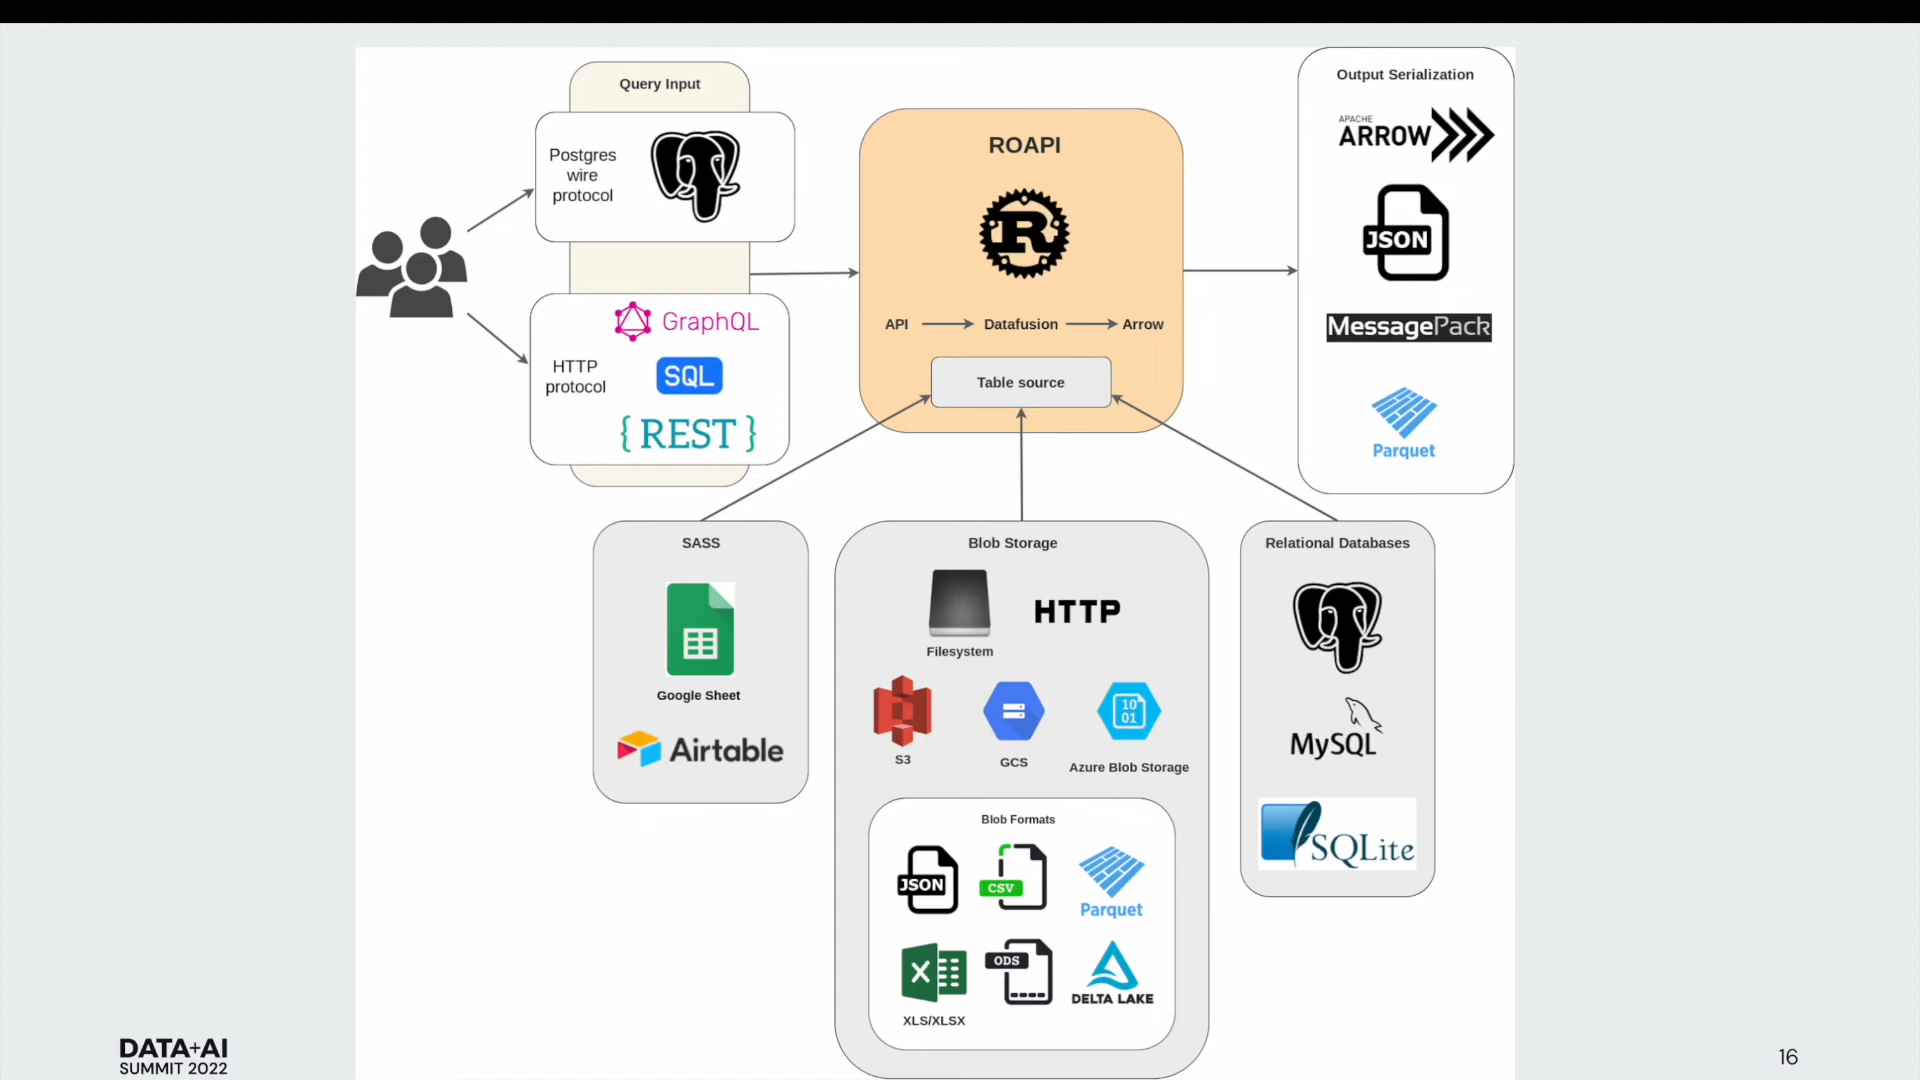 Query Input
Postgres
wire
protocol
GraphQL
HTTP
protocol
SQL
{ REST }
ROAPI
R
API
Datafusion
Arrow
Table source
Output Serialization
APACHE
ARROW
JSON
MessagePack
Parquet
SASS
Google Sheet
Airtable
Blob Storage
Filesystem
HTTP
S3
GCS
10
01
Azure Blob Storage
Blob Formats
JSON
CSV
Parquet
X
XLS/XLSX
ODS
DELTA LAKE
Relational Databases
MySQL
SQLite
DATA+AI
SUMMIT 2022
16